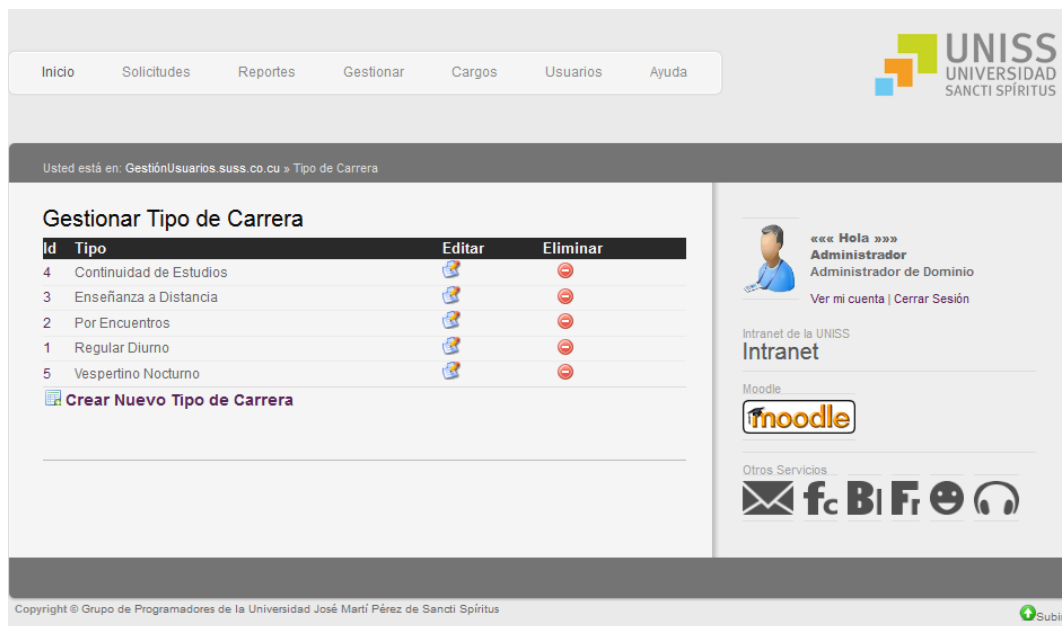 Inicio Solicitudes Reportes Gestionar Cargos Usuarios Ayuda
UNISS
UNIVERSIDAD
SANCTI SPÍRITUS
Usted está en: GestiónUsuarios.suss.co.cu » Tipo de Carrera
Gestionar Tipo de Carrera
Id Tipo Editar Eliminar
4 Continuidad de Estudios
3 Enseñanza a Distancia
2 Por Encuentros
1 Regular Diurno
5 Vespertino Nocturno
Crear Nuevo Tipo de Carrera
««« Hola »»»
Administrador
Administrador de Dominio
Ver mi cuenta | Cerrar Sesión
Intranet de la UNISS
Intranet
Moodle
moodle
Otros Servicios
fc Bl Fr
Copyright © Grupo de Programadores de la Universidad José Martí Pérez de Sancti Spíritus
Subir